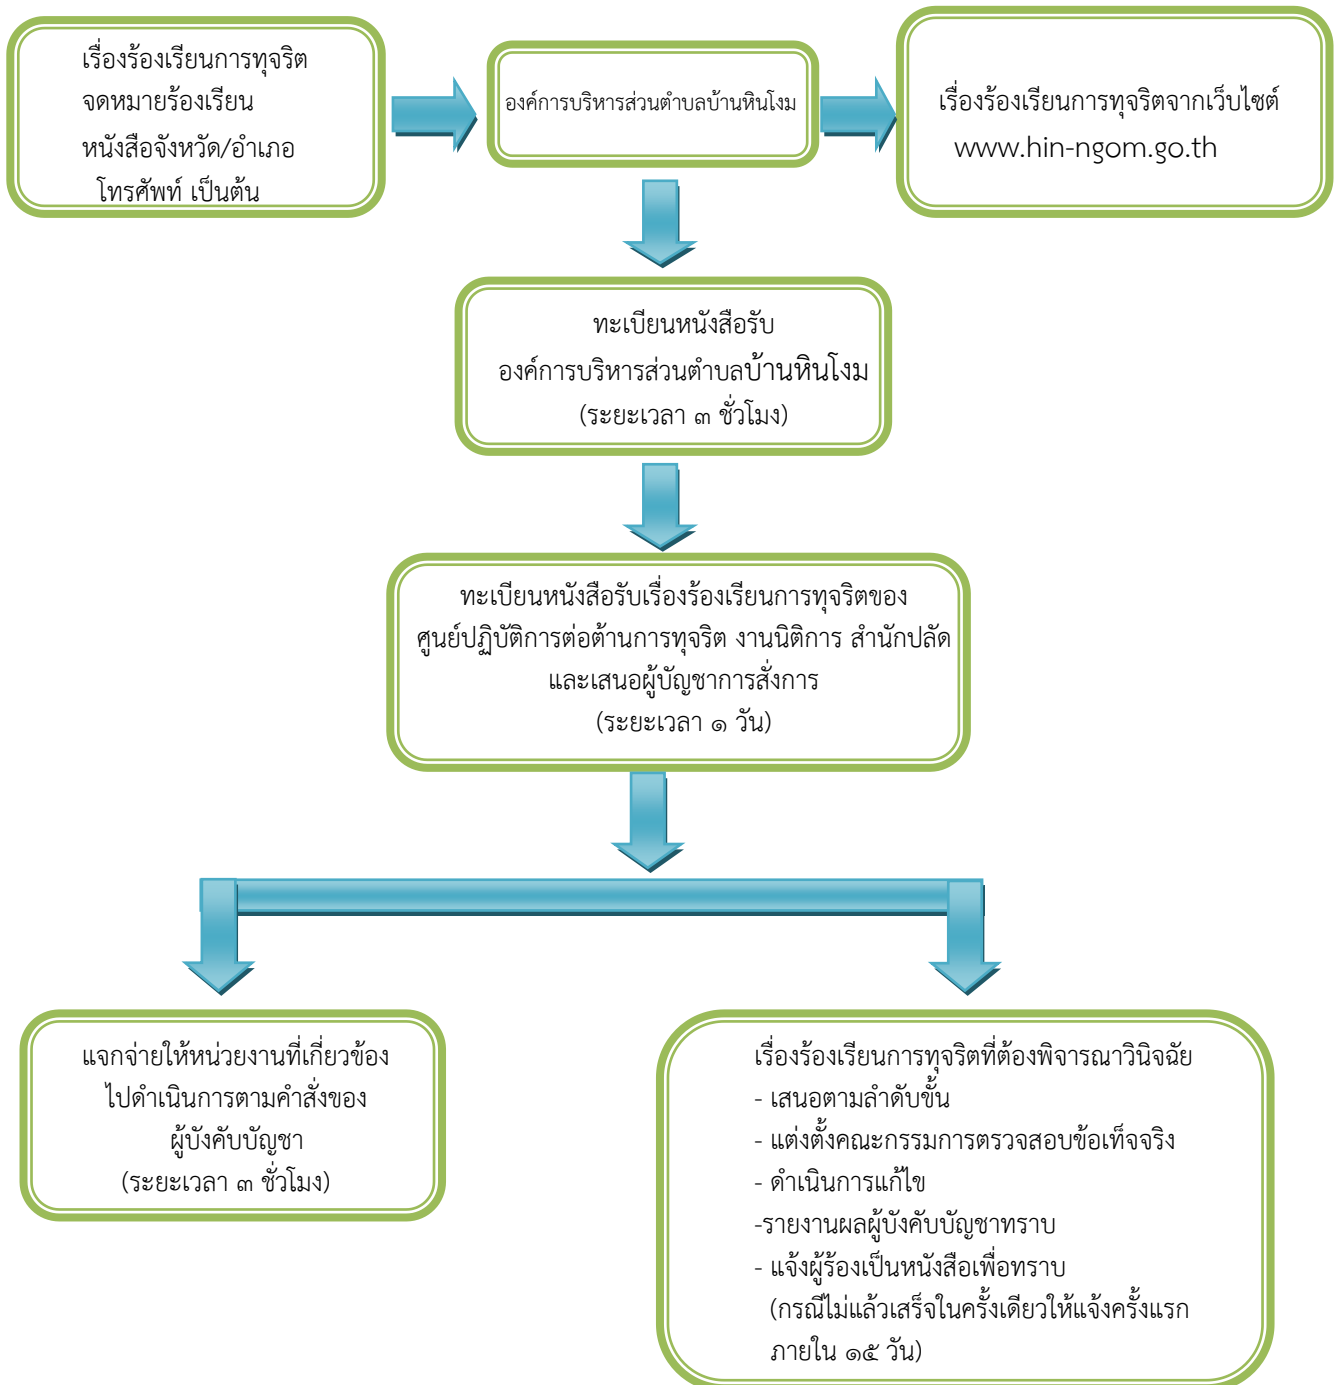 เรื่องร้องเรียนการทุจริต
จดหมายร้องเรียน
หนังสือจังหวัด/อำเภอ
โทรศัพท์ เป็นต้น
องค์การบริหารส่วนตำบลบ้านหินโงม
เรื่องร้องเรียนการทุจริตจากเว็บไซต์
www.hin-ngom.go.th
ทะเบียนหนังสือรับ
องค์การบริหารส่วนตำบลบ้านหินโงม
(ระยะเวลา ๓ ชั่วโมง)
ทะเบียนหนังสือรับเรื่องร้องเรียนการทุจริตของ
ศูนย์ปฏิบัติการต่อต้านการทุจริต งานนิติการ สำนักปลัด
และเสนอผู้บัญชาการสั่งการ
(ระยะเวลา ๑ วัน)
แจกจ่ายให้หน่วยงานที่เกี่ยวข้อง
ไปดำเนินการตามคำสั่งของ
ผู้บังคับบัญชา
(ระยะเวลา ๓ ชั่วโมง)
เรื่องร้องเรียนการทุจริตที่ต้องพิจารณาวินิจฉัย
- เสนอตามลำดับขั้น
- แต่งตั้งคณะกรรมการตรวจสอบข้อเท็จจริง
- ดำเนินการแก้ไข
-รายงานผลผู้บังคับบัญชาทราบ
- แจ้งผู้ร้องเป็นหนังสือเพื่อทราบ
(กรณีไม่แล้วเสร็จในครั้งเดียวให้แจ้งครั้งแรก
ภายใน ๑๕ วัน)